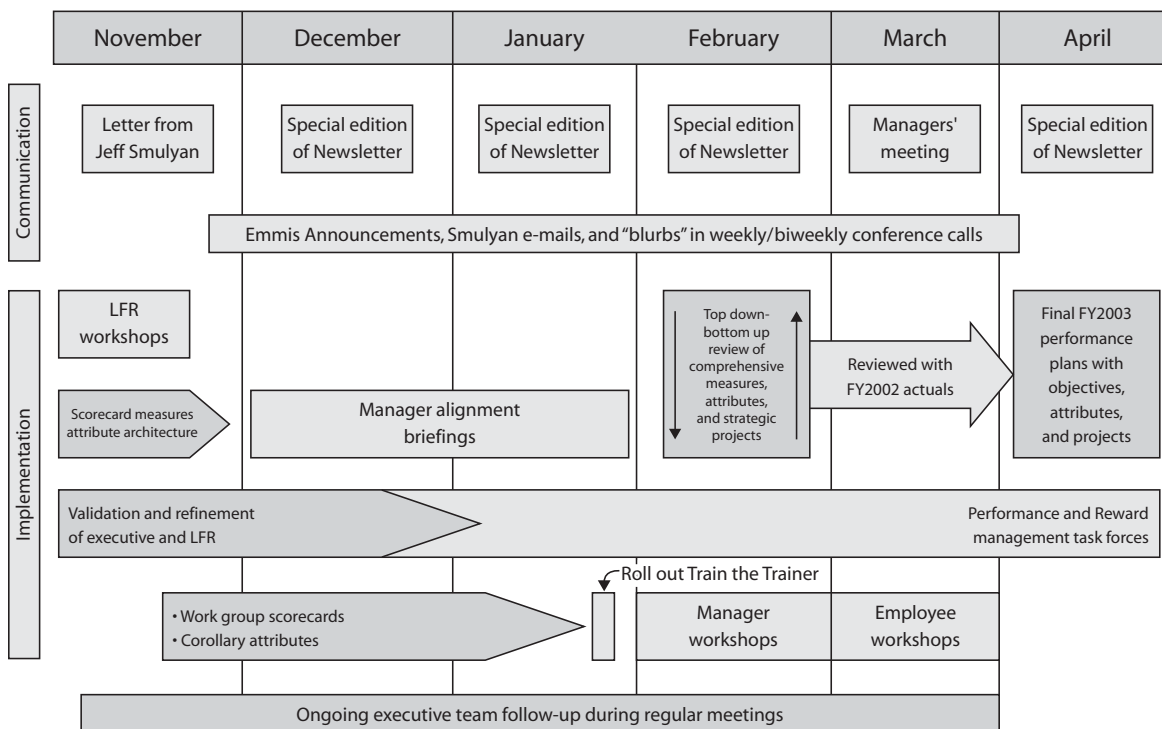 November
December
January
February
March
April
Communication
Letter from
Jeff Smulyan
Special edition
of Newsletter
Special edition
of Newsletter
Special edition
of Newsletter
Managers'
meeting
Special edition
of Newsletter
Emmis Announcements, Smulyan e-mails, and “blurbs” in weekly/biweekly conference calls
Implementation
LFR
workshops
Scorecard measures
attribute architecture
Manager alignment
briefings
Top down-
bottom up
review of
comprehensive
measures,
attributes,
and strategic
projects
Reviewed with
FY2002 actuals
Final FY2003
performance
plans with
objectives,
attributes,
and projects
Validation and refinement
of executive and LFR
Performance and Reward
management task forces
Roll out Train the Trainer
• Work group scorecards
• Corollary attributes
Manager
workshops
Employee
workshops
Ongoing executive team follow-up during regular meetings